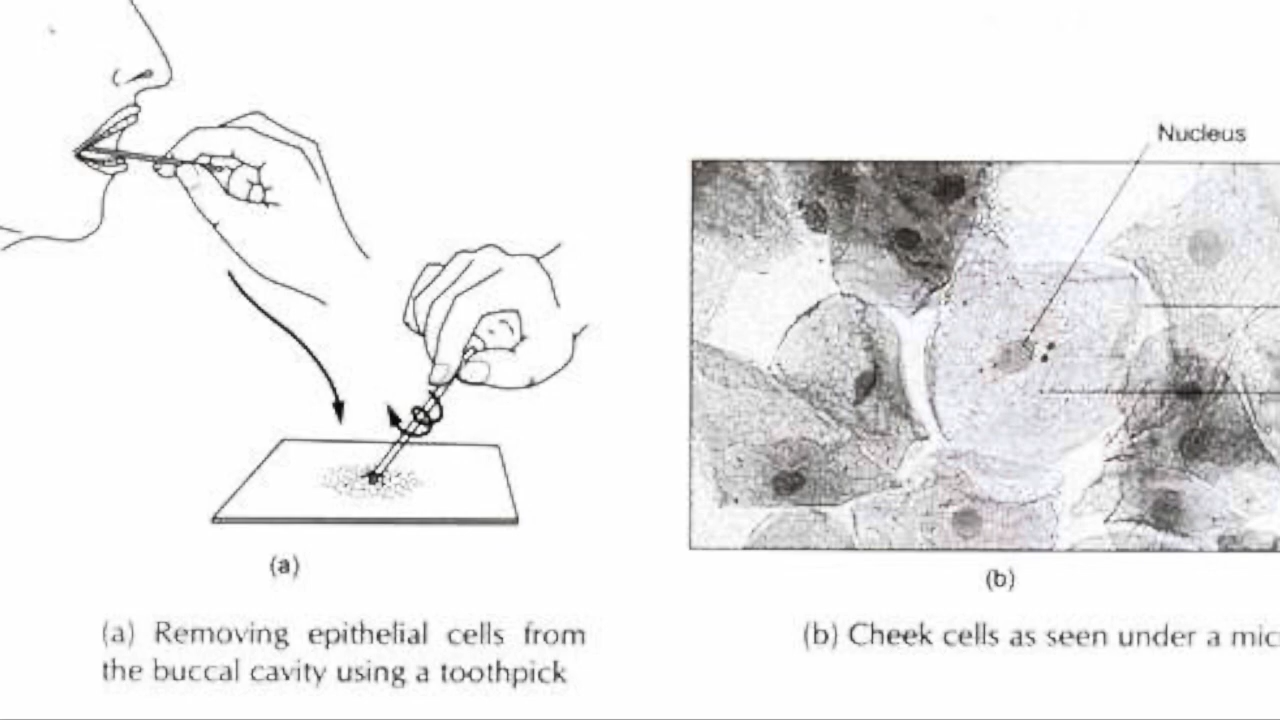 Nucleus
(a)
(b)
(a) Removing epithelial cells from
the buccal cavity using a toothpick
(b) Cheek cells as seen under a mic